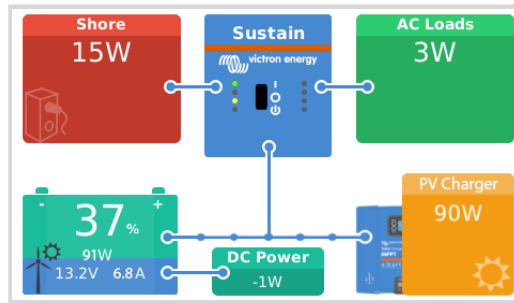 Shore
15W
Sustain
victron energy
AC Loads
3W
37%
91W
13.2V 6.8A
DC Power
-1W
PV Charger
90W
MPPT